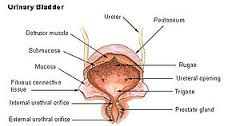 Urinary Bladder
Ureter
Peritoneum
Detrusor muscle
Submucosa
Mucosa
Fibrous connective
tissue
Internal urethral orifice
External urethral orifice
Rugae
Ureteral opening
Trigone
Prostate gland